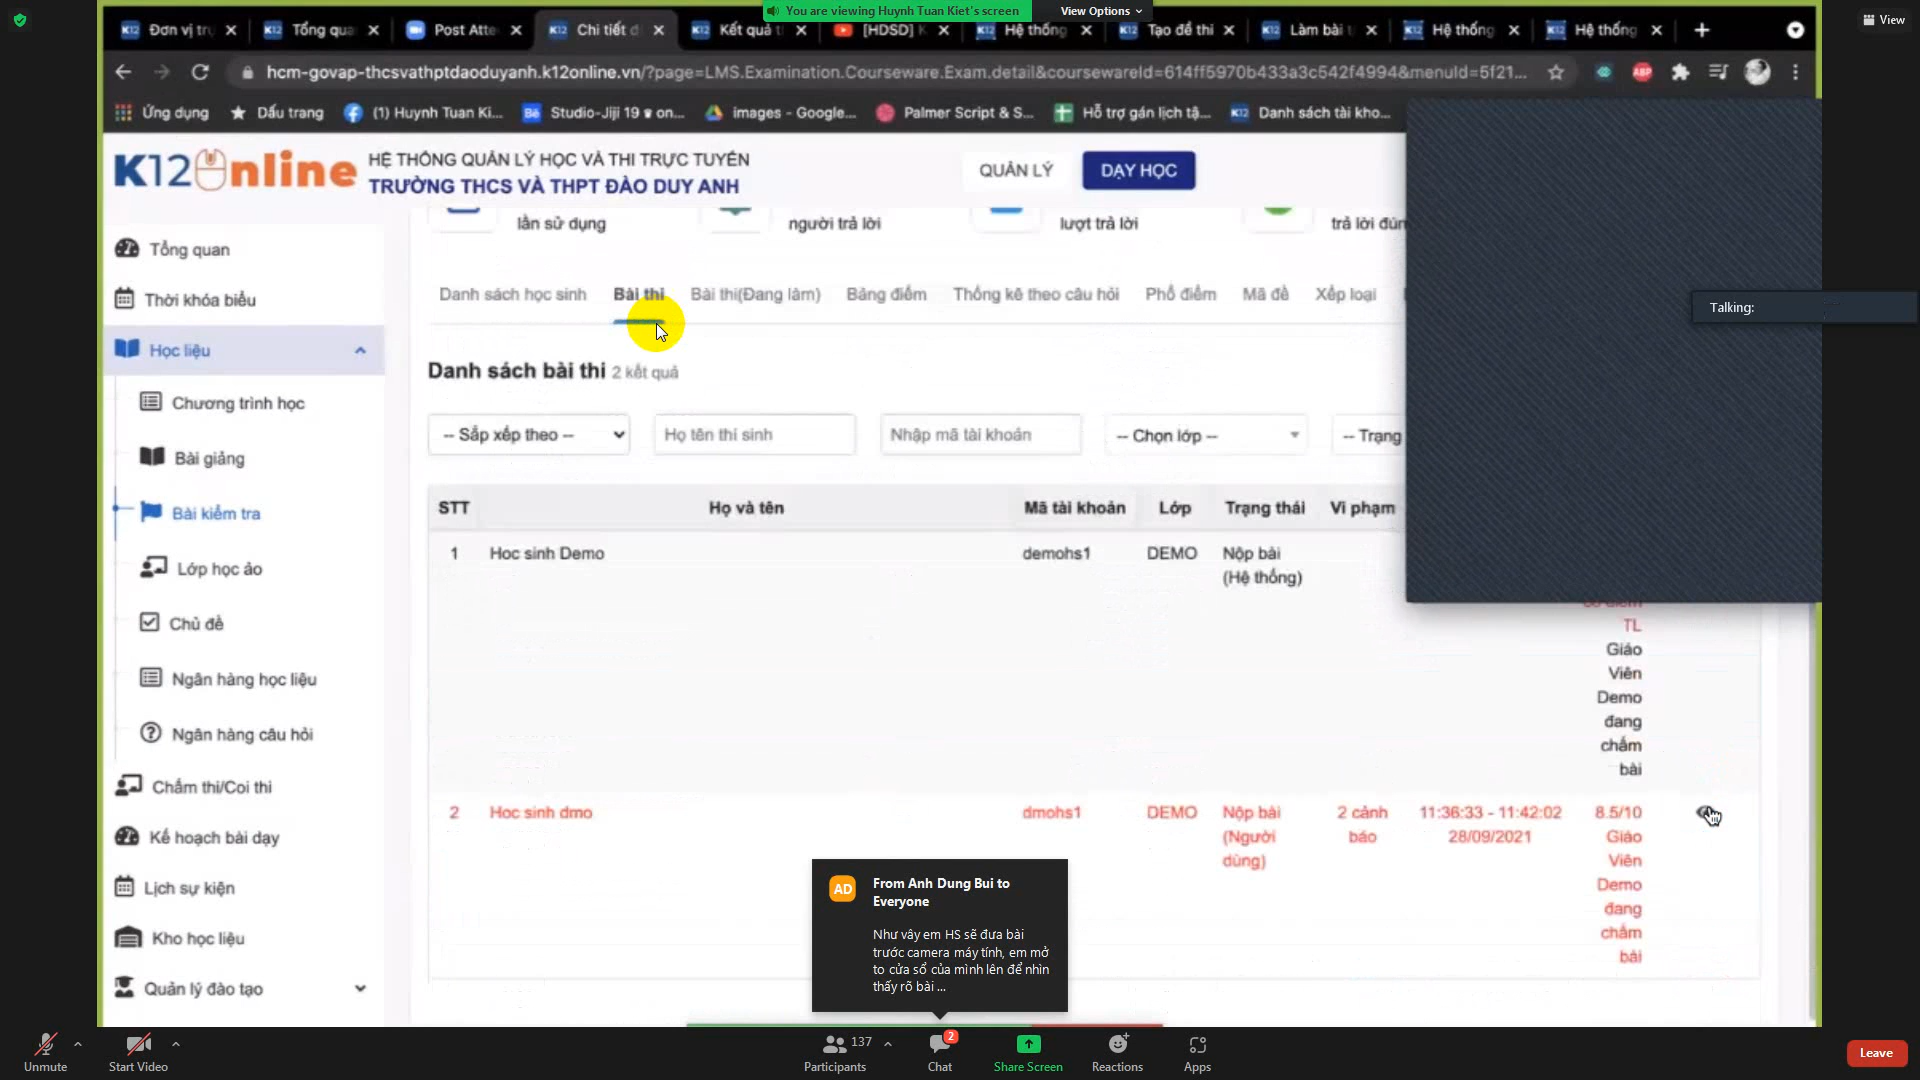 You are viewing Huynh Tuan Kiet's screen
View Options
View
Đơn vị trụ
Tổng qua
Post Atte
Chi tiết đ
Kết quả t
[HDSD] K
Hệ thống
Tạo đề thi
Làm bài t
Hệ thống
Hệ thống
hcm-govap-thcsvathptdaoduyanh.k12online.vn/?page=LMS.Examination.Courseware.Exam.detail&coursewareId=614ff5970b433a3c542f4994&menuId=5f21...
ABP
Ứng dụng
Dấu trang
(1) Huynh Tuan Ki...
Studio-Jiji 19 ♛ on...
images - Google...
Palmer Script & S...
Hỗ trợ gán lịch tậ...
Danh sách tài kho...
K12Online
HỆ THỐNG QUẢN LÝ HỌC VÀ THI TRỰC TUYẾN
TRƯỜNG THCS VÀ THPT ĐÀO DUY ANH
QUẢN LÝ
DẠY HỌC
lần sử dụng
người trả lời
lượt trả lời
trả lời đún
Tổng quan
Thời khóa biểu
Học liệu
Chương trình học
Bài giảng
Bài kiểm tra
Lớp học ảo
Chủ đề
Ngân hàng học liệu
Ngân hàng câu hỏi
Chấm thi/Coi thi
Kế hoạch bài dạy
Lịch sự kiện
Kho học liệu
Quản lý đào tạo
Danh sách học sinh
Bài thi
Bài thi(Đang làm)
Bảng điểm
Thống kê theo câu hỏi
Phổ điểm
Mã đề
Xếp loại
Talking:
Danh sách bài thi 2 kết quả
-- Sắp xếp theo --
Họ tên thí sinh
Nhập mã tài khoản
-- Chọn lớp --
-- Trạng
STT
Họ và tên
Mã tài khoản
Lớp
Trạng thái
Vi phạm
1
Hoc sinh Demo
demohs1
DEMO
Nộp bài
(Hệ thống)
TL
Giáo
Viên
Demo
đang
chấm
bài
2
Hoc sinh dmo
dmohs1
DEMO
Nộp bài
(Người
dùng)
2 cảnh
báo
11:36:33 - 11:42:02
28/09/2021
8.5/10
Giáo
Viên
Demo
đang
chấm
bài
AD
From Anh Dung Bui to
Everyone
Như vây em HS sẽ đưa bài
trước camera máy tính, em mở
to cửa sổ của mình lên để nhìn
thấy rõ bài ...
Unmute
Start Video
137
Participants
2
Chat
Share Screen
Reactions
Apps
Leave